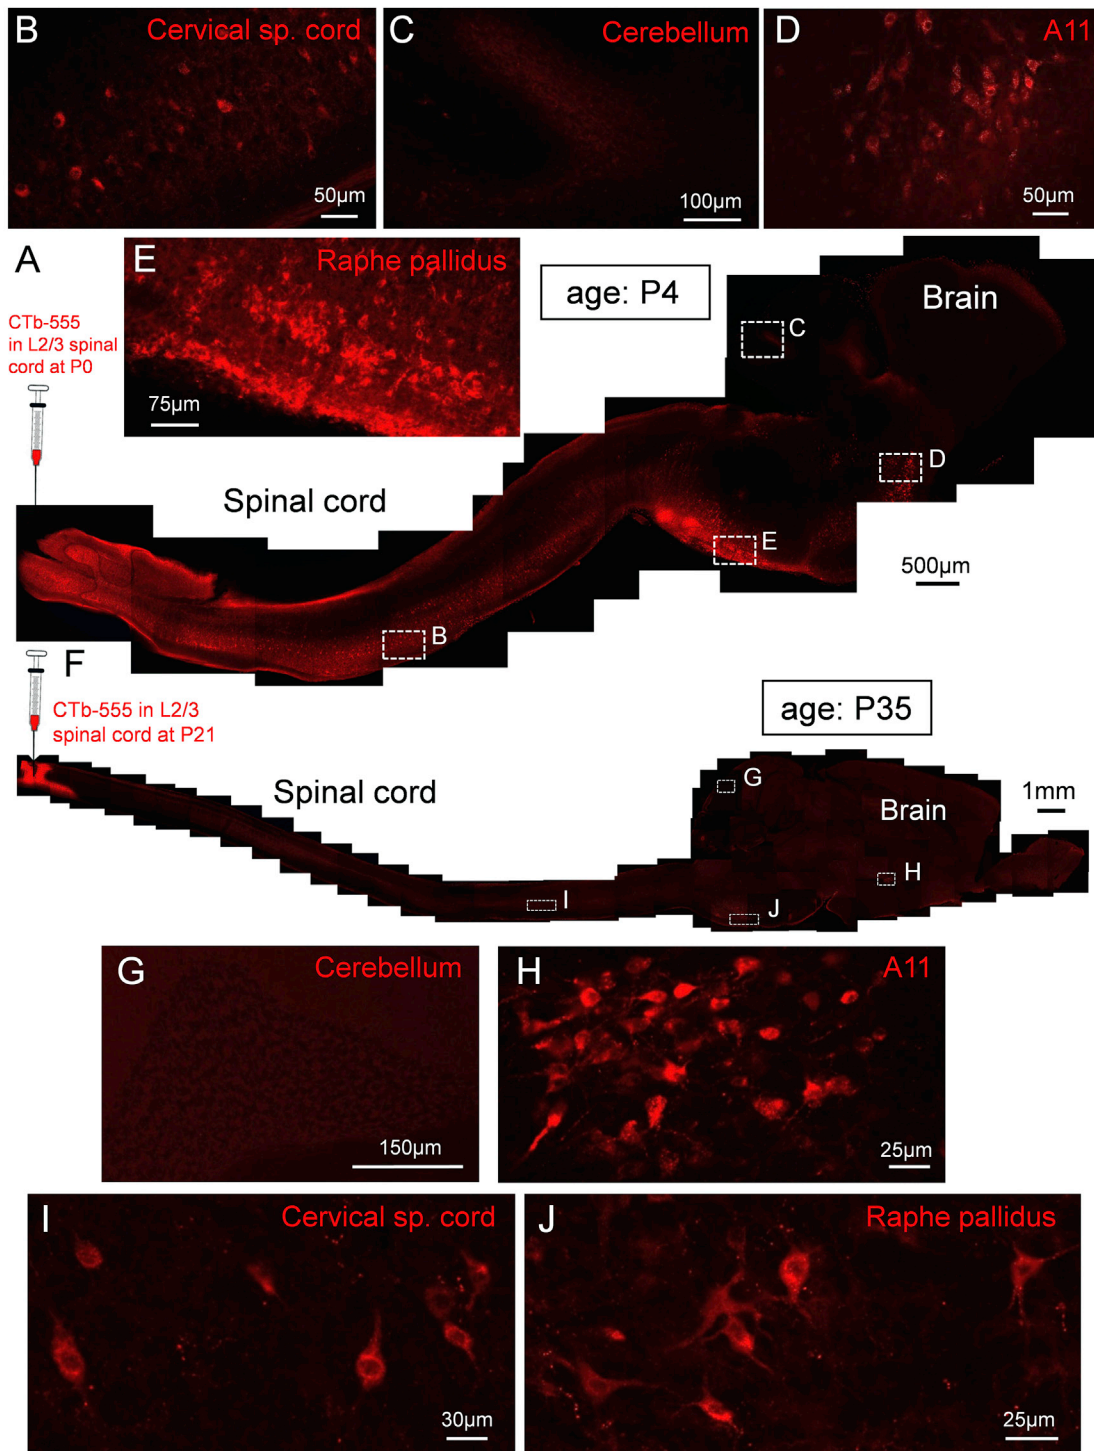 B
Cervical sp. cord
50µm
C
Cerebellum
100µm
D
A11
50µm
A
CTb-555
in L2/3 spinal
cord at P0
E
Raphe pallidus
75µm
age: P4
Brain
C
D
E
B
Spinal cord
500µm
F
CTb-555 in L2/3
spinal cord at P21
age: P35
Spinal cord
Brain
1mm
G
H
I
J
G
Cerebellum
150µm
H
A11
25µm
I
Cervical sp. cord
30µm
J
Raphe pallidus
25µm